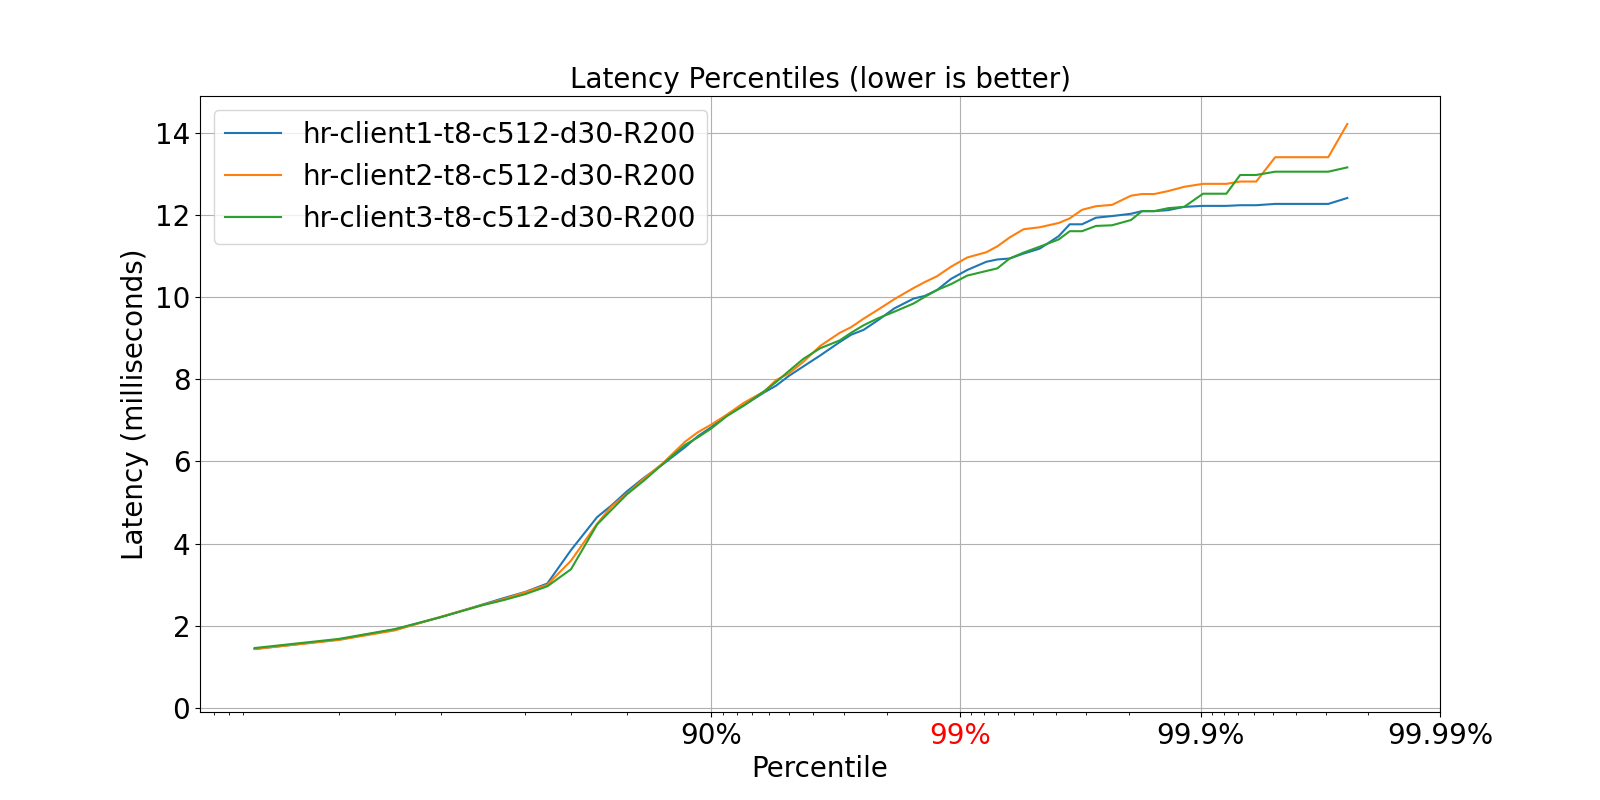 Latency Percentiles (lower is better)
hr-client1-t8-c512-d30-R200
hr-client2-t8-c512-d30-R200
hr-client3-t8-c512-d30-R200
14
12
10
8
6
4
2
0
Latency (milliseconds)
90%
99%
99.9%
99.99%
Percentile